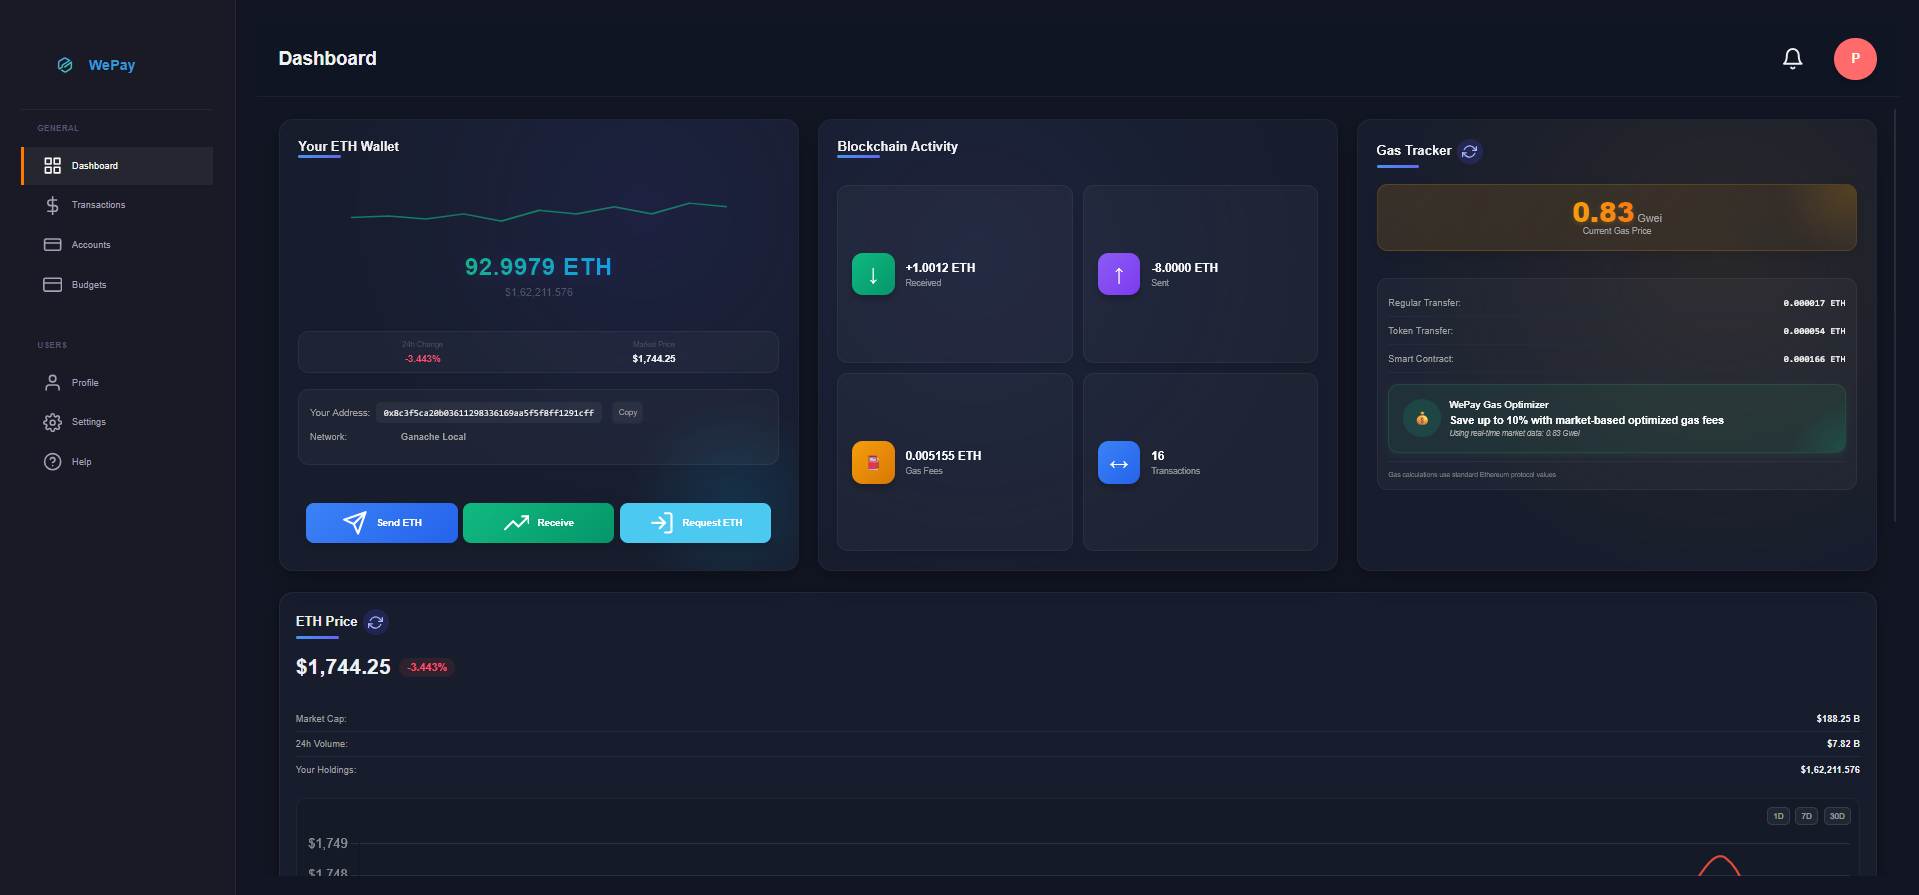 WePay
GENERAL
Dashboard
Transactions
Accounts
Budgets
USERS
Profile
Settings
Help
Dashboard
P
Your ETH Wallet
92.9979 ETH
$1,62,211.576
24h Change
-3.443%
Market Price
$1,744.25
Your Address: 0x8c3f5ca20b03611298336169aa5f5f8ff1291cff Copy
Network: Ganache Local
Send ETH
Receive
Request ETH
Blockchain Activity
+1.0012 ETH
Received
-8.0000 ETH
Sent
0.005155 ETH
Gas Fees
16
Transactions
Gas Tracker
0.83 Gwei
Current Gas Price
Regular Transfer: 0.000017 ETH
Token Transfer: 0.000054 ETH
Smart Contract: 0.000166 ETH
WePay Gas Optimizer
Save up to 10% with market-based optimized gas fees
Using real-time market data: 0.83 Gwei
Gas calculations use standard Ethereum protocol values
ETH Price
$1,744.25 -3.443%
Market Cap: $188.25 B
24h Volume: $7.82 B
Your Holdings: $1,62,211.576
1D 7D 30D
$1,749
$1,748